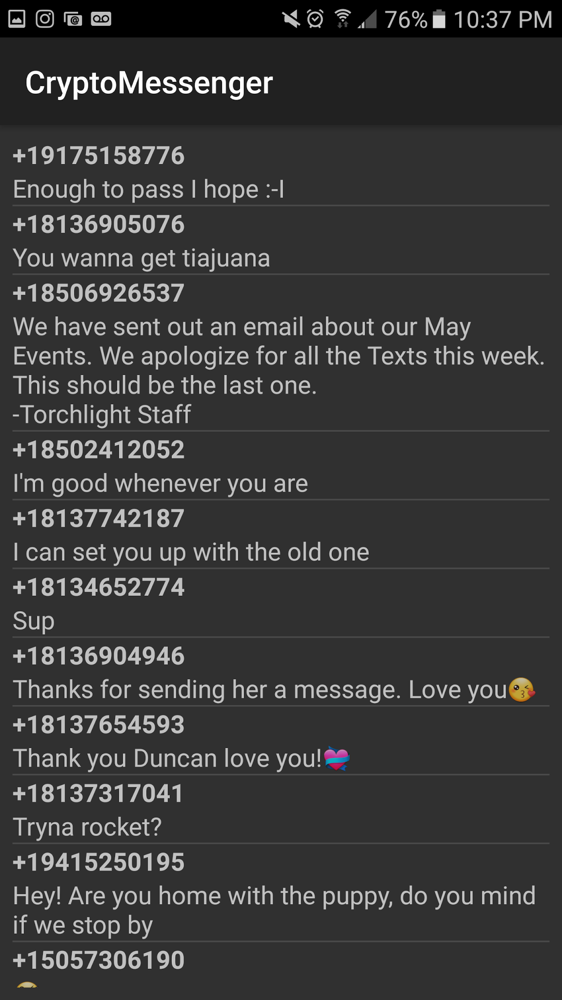 76% 10:37 PM
CryptoMessenger
+19175158776
Enough to pass I hope :-I
+18136905076
You wanna get tiajuana
+18506926537
We have sent out an email about our May
Events. We apologize for all the Texts this week.
This should be the last one.
-Torchlight Staff
+18502412052
I'm good whenever you are
+18137742187
I can set you up with the old one
+18134652774
Sup
+18136904946
Thanks for sending her a message. Love you😘
+18137654593
Thank you Duncan love you!💝
+18137317041
Tryna rocket?
+19415250195
Hey! Are you home with the puppy, do you mind
if we stop by
+15057306190